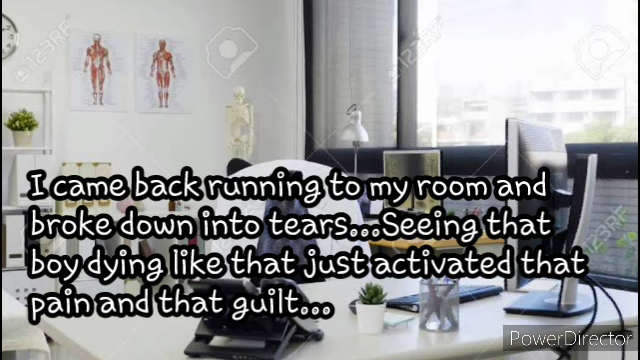 123RF
I came back running to my room and
broke down into tears...Seeing that
boy dying like that just activated that
pain and that guilt...
PowerDirector